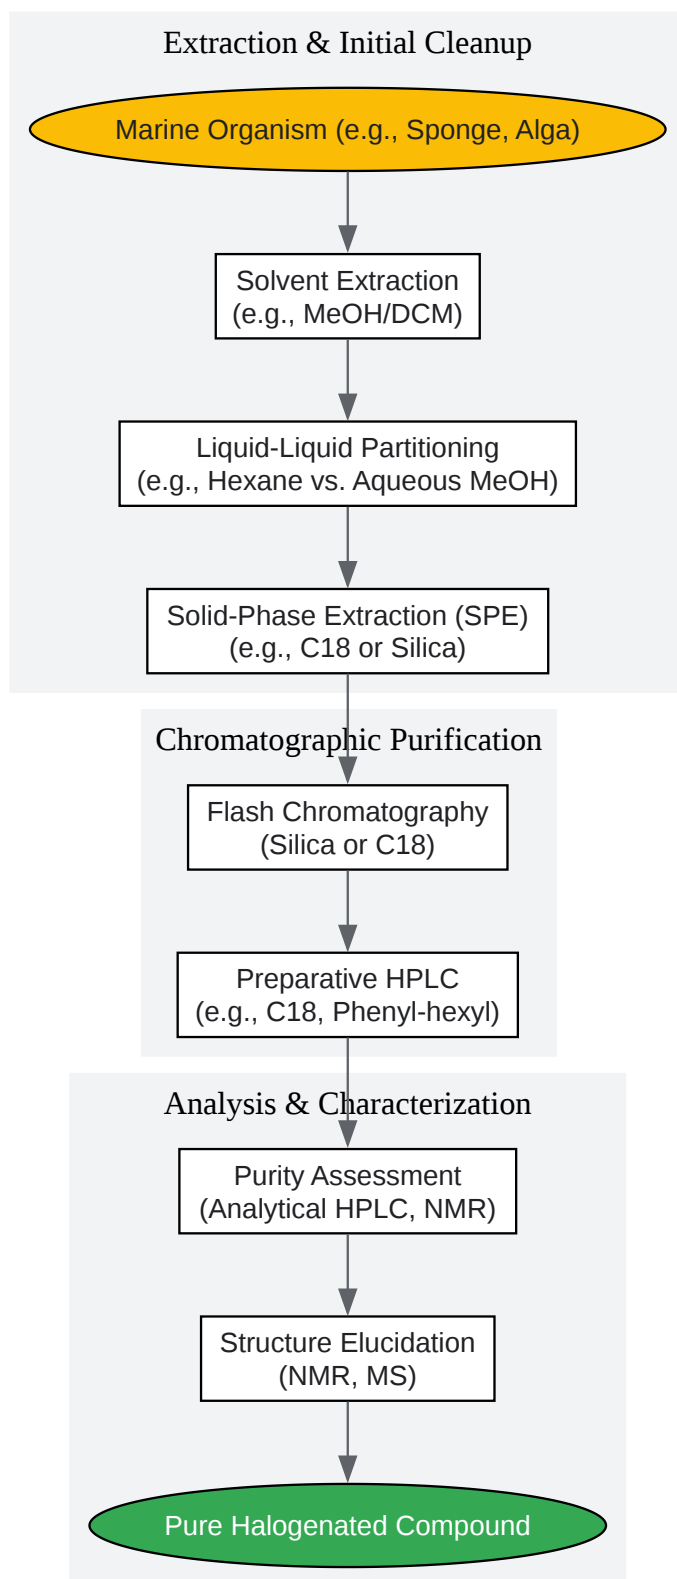 Extraction & Initial Cleanup
Marine Organism (e.g., Sponge, Alga)
Solvent Extraction
(e.g., MeOH/DCM)
Liquid-Liquid Partitioning
(e.g., Hexane vs. Aqueous MeOH)
Solid-Phase Extraction (SPE)
(e.g., C18 or Silica)
Chromatographic Purification
Flash Chromatography
(Silica or C18)
Preparative HPLC
(e.g., C18, Phenyl-hexyl)
Analysis & Characterization
Purity Assessment
(Analytical HPLC, NMR)
Structure Elucidation
(NMR, MS)
Pure Halogenated Compound